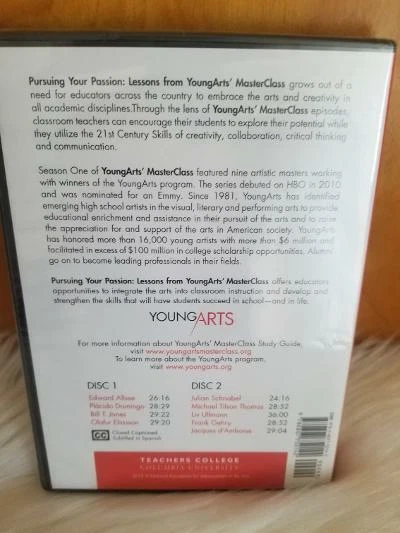 Pursuing Your Passion: Lessons from YoungArts' MasterClass grows out of a
need for educators across the country to embrace the arts and creativity in
all academic disciplines.Through the lens of YoungArts' MasterClass episodes,
classroom teachers can encourage their students to explore their potential while
they utilize the 21st Century Skills of creativity, collaboration, critical thinking
and communication.
Season One of YoungArts' MasterClass featured nine artistic masters working
with winners of the YoungArts program. The series debuted on HBO in 2010
and was nominated for an Emmy. Since 1981, YoungArts has identified
emerging high school artists in the visual, literary and performing arts to provide
educational enrichment and assistance in their pursuit of the arts and to raise
the appreciation for and support of the arts in American society. YoungArts
has honored more than 16,000 young artists with more than $6 million and
facilitated in excess of $100 million in college scholarship opportunities. Alumni
go on to become leading professionals in their fields.
Pursuing Your Passion: Lessons from YoungArts' MasterClass offers educators
opportunities to integrate the arts into classroom instruction and develop and
strengthen the skills that will have students succeed in school—and in life.
YOUNGARTS
For more information about YoungArts' MasterClass Study Guide,
visit www.youngartsmasterclass.org
To learn more about the YoungArts program,
visit www.youngarts.org
DISC 1
Edward Albee 26:16
Plácido Domingo 28:29
Bill T. Jones 29:22
Olafur Eliasson 29:20
CC Closed Captioned
Subtitled in Spanish
DISC 2
Julian Schnabel 24:16
Michael Tilson Thomas 28:52
Liv Ullmann 36:00
Frank Gehry 28:52
Jacques d'Amboise 29:04
TEACHERS COLLEGE
COLUMBIA UNIVERSITY